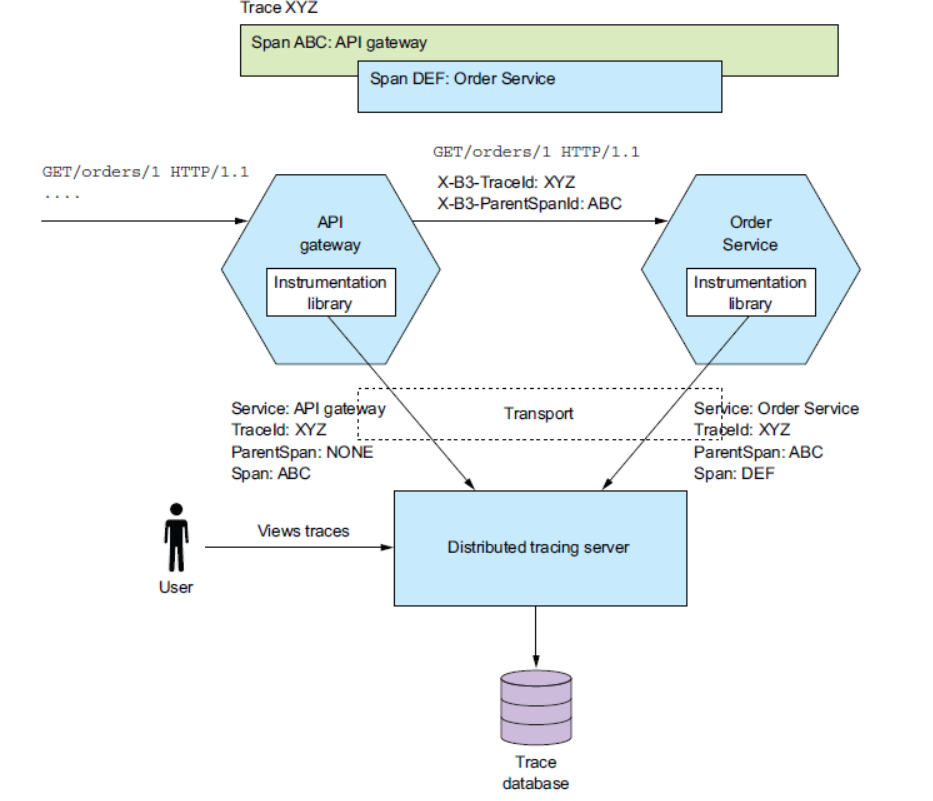 Trace XYZ
Span ABC: API gateway
Span DEF: Order Service
GET/orders/1 HTTP/1.1
....
GET/orders/1 HTTP/1.1
X-B3-TraceId: XYZ
X-B3-ParentSpanId: ABC
API
gateway
Instrumentation
library
Order
Service
Instrumentation
library
Transport
Service: API gateway
TraceId: XYZ
ParentSpan: NONE
Span: ABC
Service: Order Service
TraceId: XYZ
ParentSpan: ABC
Span: DEF
Views traces
User
Distributed tracing server
Trace
database